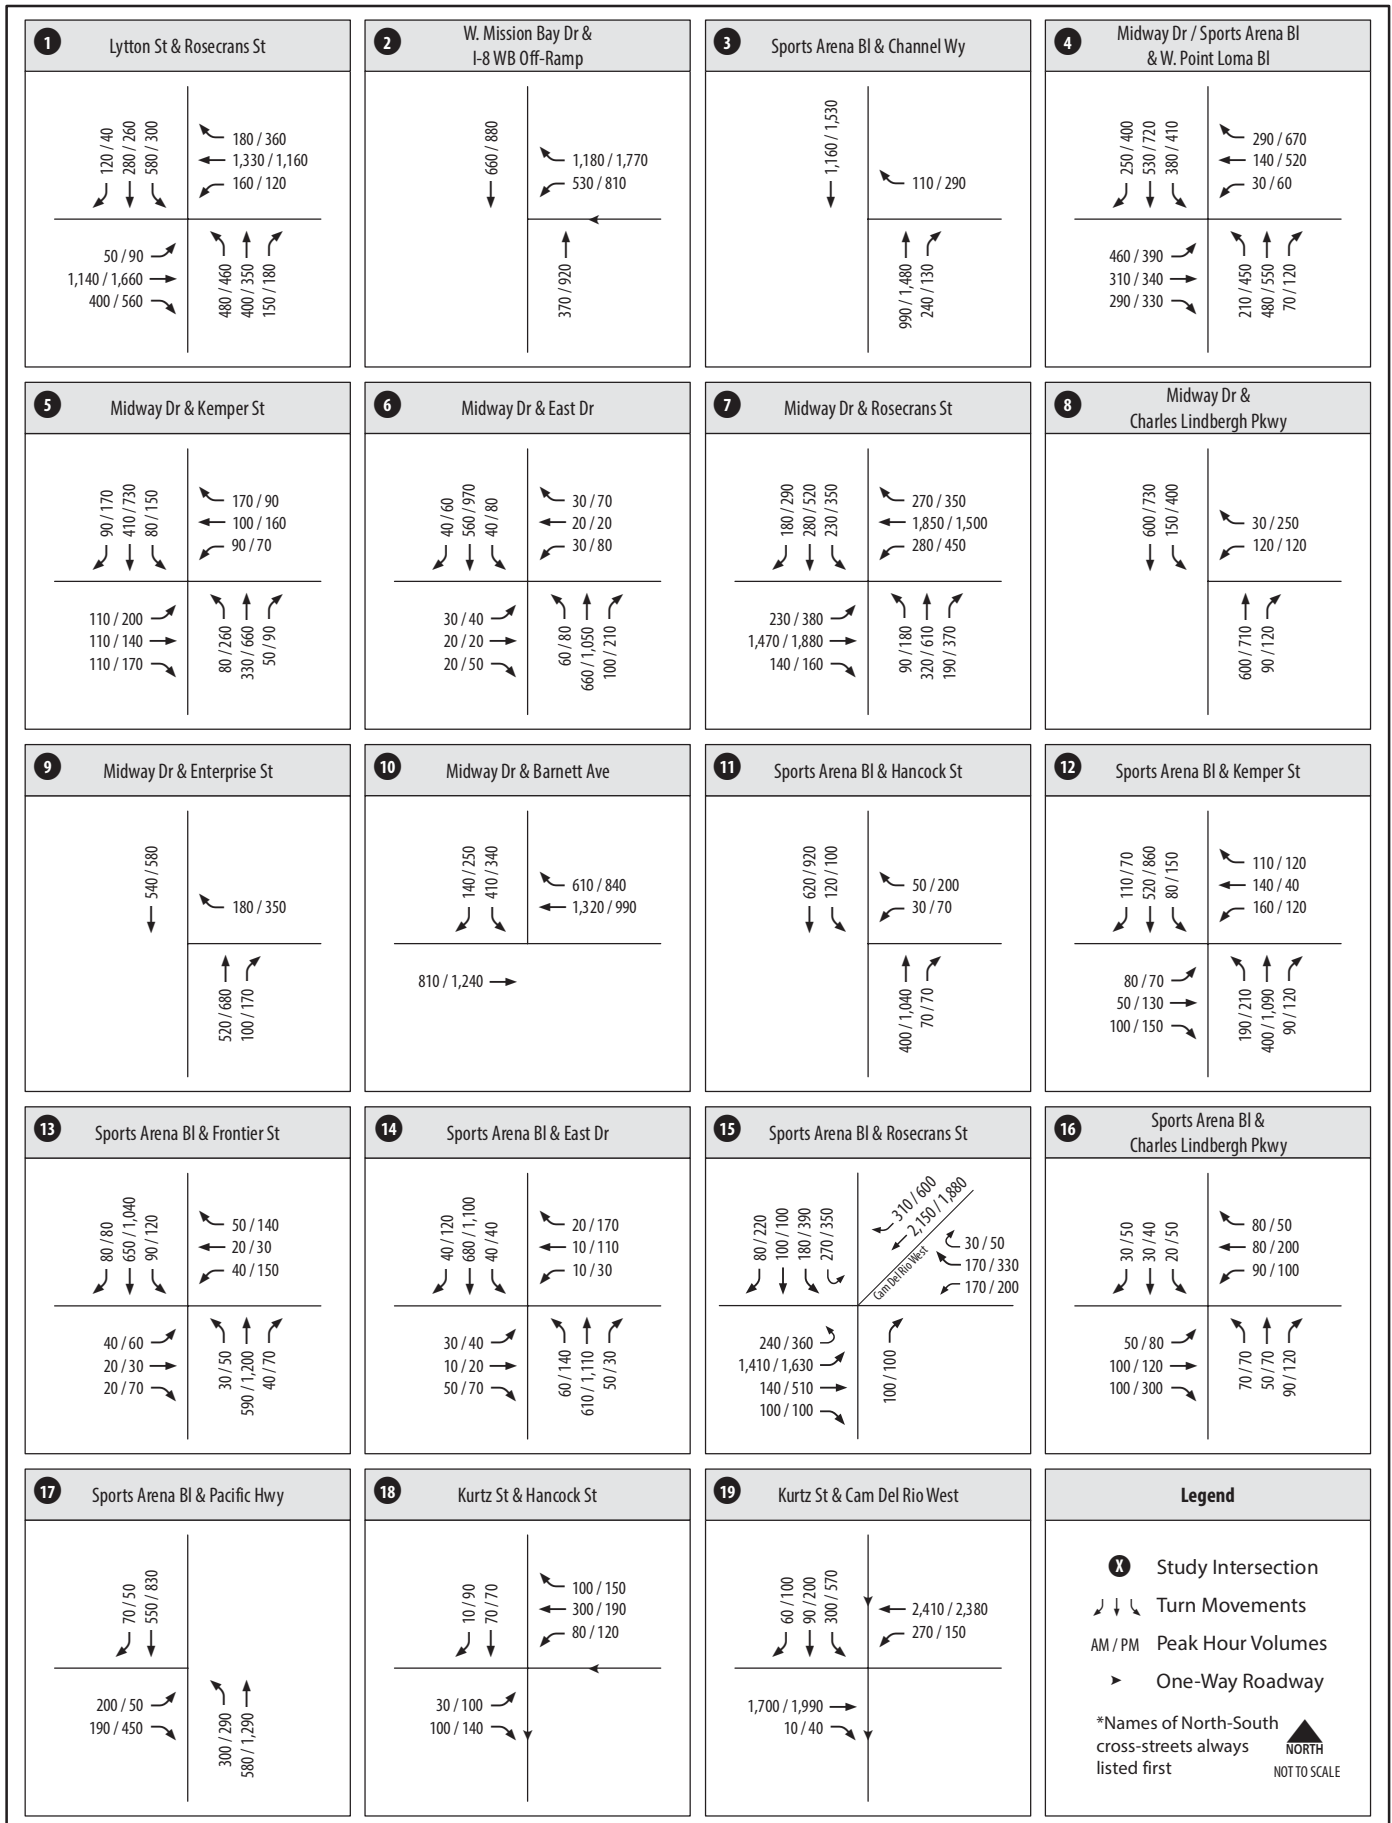 1
Lytton St & Rosecrans St
120 / 40
280 / 260
580 / 300
180 / 360
1,330 / 1,160
160 / 120
50 / 90
1,140 / 1,660
400 / 560
480 / 460
400 / 350
150 / 180
2
W. Mission Bay Dr &
I-8 WB Off-Ramp
660 / 880
1,180 / 1,770
530 / 810
370 / 920
3
Sports Arena Bl & Channel Wy
1,160 / 1,530
110 / 290
990 / 1,480
240 / 130
4
Midway Dr / Sports Arena Bl
& W. Point Loma Bl
250 / 400
530 / 720
380 / 410
290 / 670
140 / 520
30 / 60
460 / 390
310 / 340
290 / 330
210 / 450
480 / 550
70 / 120
5
Midway Dr & Kemper St
90 / 170
410 / 730
80 / 150
170 / 90
100 / 160
90 / 70
110 / 200
110 / 140
110 / 170
80 / 260
330 / 660
50 / 90
6
Midway Dr & East Dr
40 / 60
560 / 970
40 / 80
30 / 70
20 / 20
30 / 80
30 / 40
20 / 20
20 / 50
60 / 80
660 / 1,050
100 / 210
7
Midway Dr & Rosecrans St
180 / 290
280 / 520
230 / 350
270 / 350
1,850 / 1,500
280 / 450
230 / 380
1,470 / 1,880
140 / 160
90 / 180
320 / 610
190 / 370
8
Midway Dr &
Charles Lindbergh Pkwy
600 / 730
150 / 400
30 / 250
120 / 120
600 / 710
90 / 120
9
Midway Dr & Enterprise St
540 / 580
180 / 350
520 / 680
100 / 170
10
Midway Dr & Barnett Ave
140 / 250
410 / 340
610 / 840
1,320 / 990
810 / 1,240
11
Sports Arena Bl & Hancock St
620 / 920
120 / 100
50 / 200
30 / 70
400 / 1,040
70 / 70
12
Sports Arena Bl & Kemper St
110 / 70
520 / 860
80 / 150
110 / 120
140 / 40
160 / 120
80 / 70
50 / 130
100 / 150
190 / 210
400 / 1,090
90 / 120
13
Sports Arena Bl & Frontier St
80 / 80
650 / 1,040
90 / 120
50 / 140
20 / 30
40 / 150
40 / 60
20 / 30
20 / 70
30 / 50
590 / 1,200
40 / 70
14
Sports Arena Bl & East Dr
40 / 120
680 / 1,100
40 / 40
20 / 170
10 / 110
10 / 30
30 / 40
10 / 20
50 / 70
60 / 140
610 / 1,110
50 / 30
15
Sports Arena Bl & Rosecrans St
80 / 220
100 / 100
180 / 390
270 / 350
310 / 600
2,150 / 1,880
Cam Del Rio West
30 / 50
170 / 330
170 / 200
240 / 360
1,410 / 1,630
140 / 510
100 / 100
100 / 100
16
Sports Arena Bl &
Charles Lindbergh Pkwy
30 / 50
30 / 40
20 / 50
80 / 50
80 / 200
90 / 100
50 / 80
100 / 120
100 / 300
70 / 70
50 / 70
90 / 120
17
Sports Arena Bl & Pacific Hwy
70 / 50
550 / 830
200 / 50
190 / 450
300 / 290
580 / 1,290
18
Kurtz St & Hancock St
10 / 90
70 / 70
100 / 150
300 / 190
80 / 120
30 / 100
100 / 140
19
Kurtz St & Cam Del Rio West
60 / 100
90 / 200
300 / 570
2,410 / 2,380
270 / 150
1,700 / 1,990
10 / 40
Legend
X Study Intersection
Turn Movements
AM / PM Peak Hour Volumes
One-Way Roadway
*Names of North-South
cross-streets always
listed first
NORTH
NOT TO SCALE